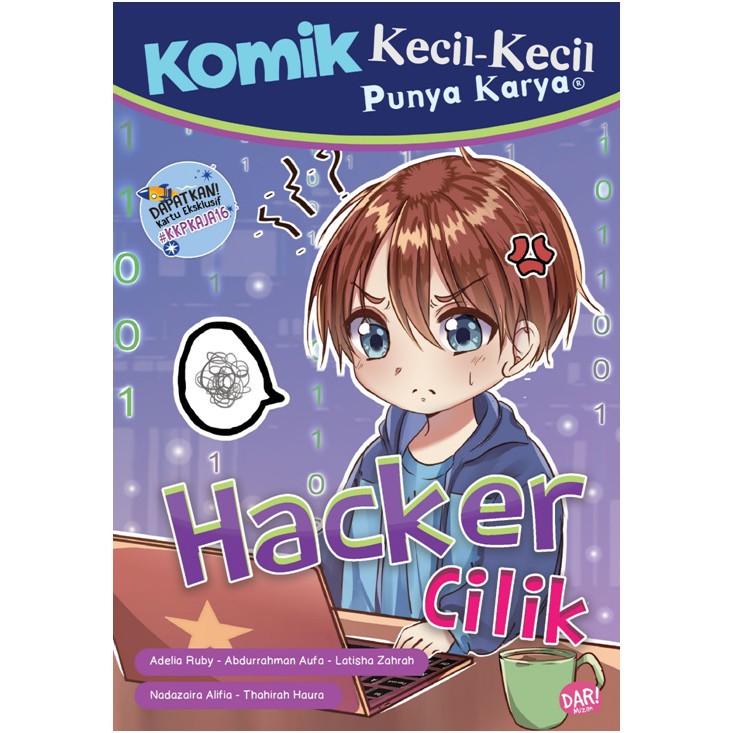 Komik Kecil-Kecil
Punya Karya®
DAPATKAN!
Kartu Eksklusif
#KKPKAJA16
Hacker
Cilik
Adelia Ruby - Abdurrahman Aufa - Latisha Zahrah
Nadazaira Alifia - Thahirah Haura
DAR!
Mizan